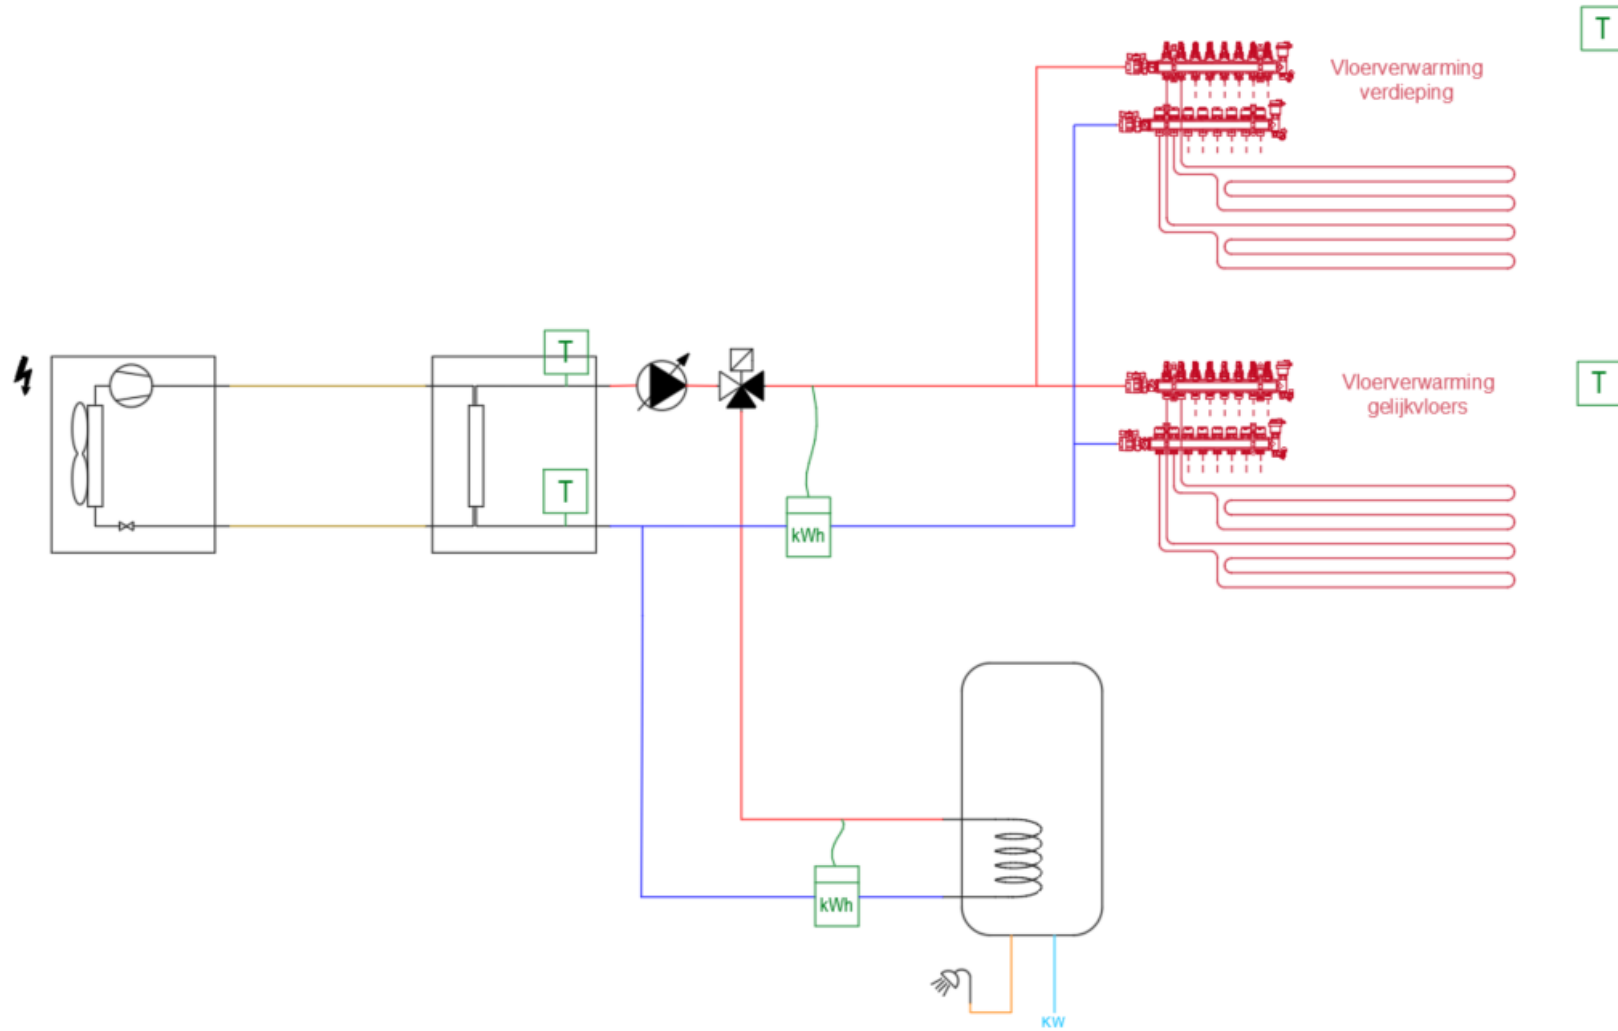 T
Vloerverwarming
verdieping
T
T
Vloerverwarming
gelijkvloers
T
kWh
kWh
KW